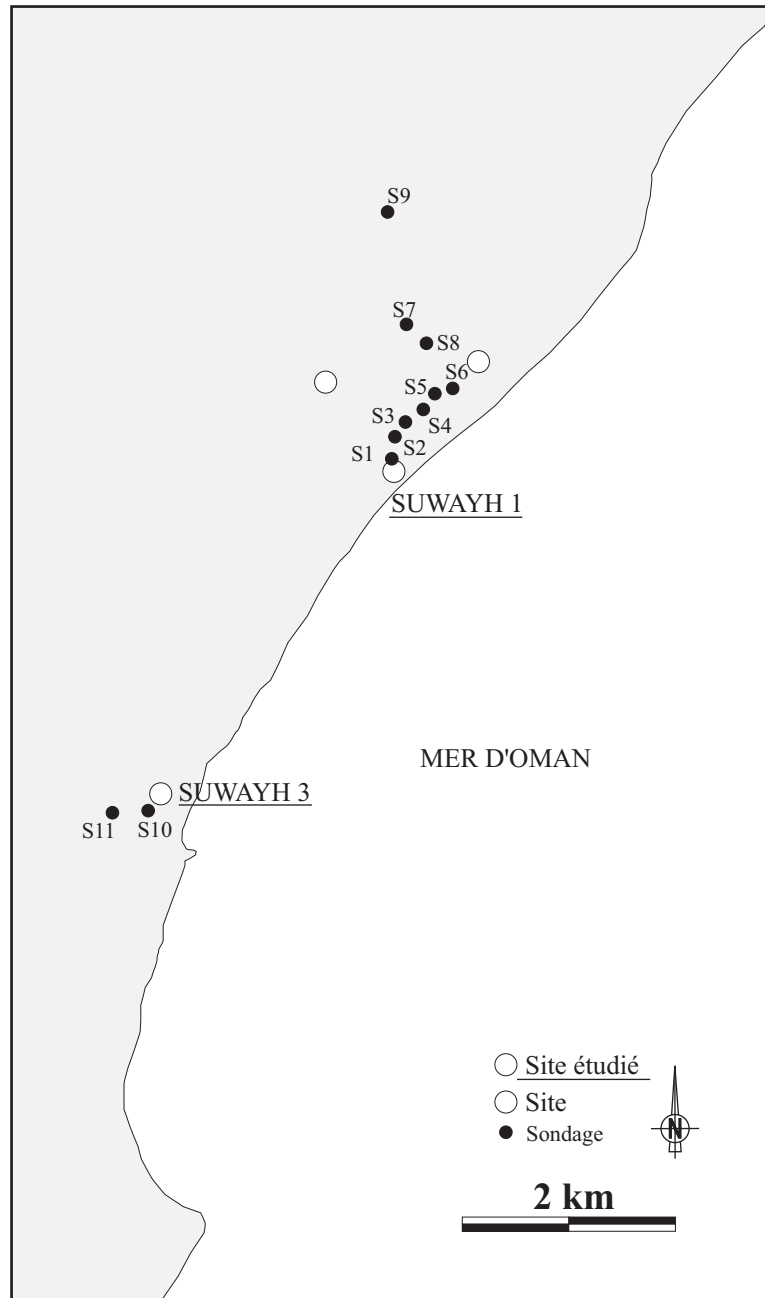 S9
S7
S8
S6
S5
S3
S4
S2
S1
SUWAYH 1
MER D'OMAN
SUWAYH 3
S11
S10
Site étudié
Site
Sondage
N
2 km